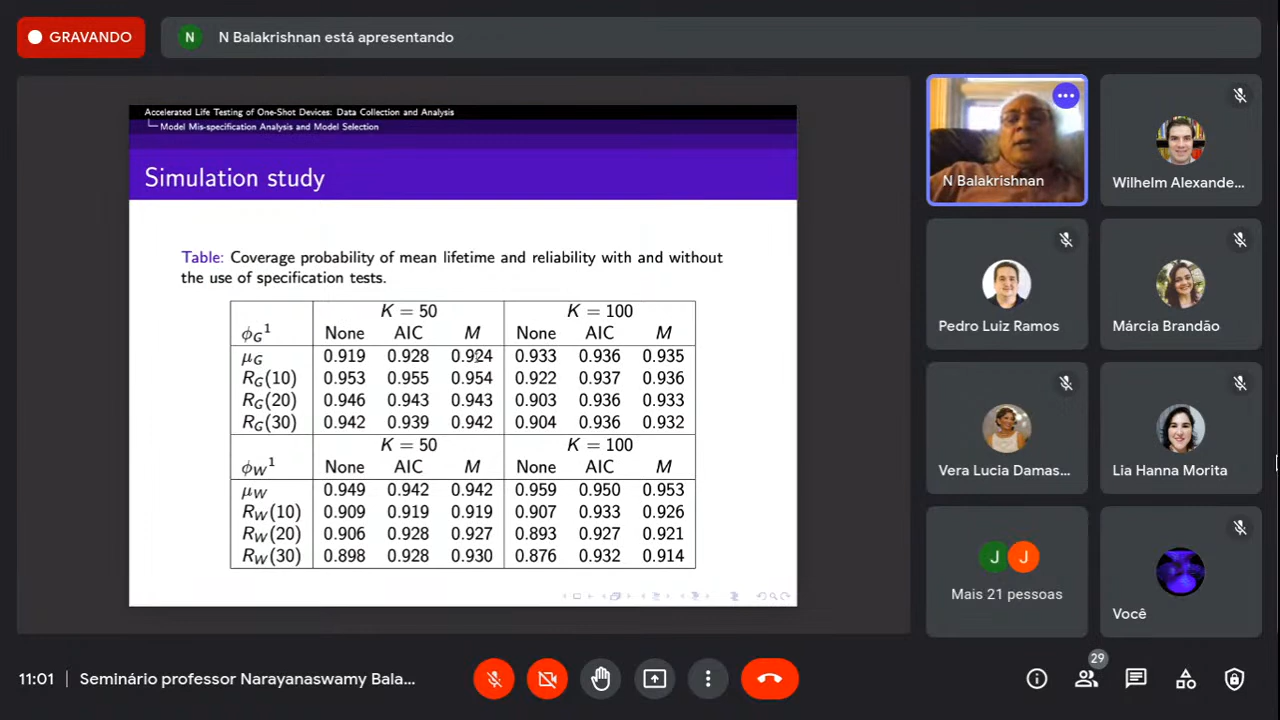 GRAVANDO
N
N Balakrishnan está apresentando
Accelerated Life Testing of One-Shot Devices: Data Collection and Analysis
Model Mis-specification Analysis and Model Selection
Simulation study
Table: Coverage probability of mean lifetime and reliability with and without
the use of specification tests.
K = 50 K = 100
ϕG¹ None AIC M None AIC M
μG 0.919 0.928 0.924 0.933 0.936 0.935
RG(10) 0.953 0.955 0.954 0.922 0.937 0.936
RG(20) 0.946 0.943 0.943 0.903 0.936 0.933
RG(30) 0.942 0.939 0.942 0.904 0.936 0.932
K = 50 K = 100
ϕW¹ None AIC M None AIC M
μW 0.949 0.942 0.942 0.959 0.950 0.953
RW(10) 0.909 0.919 0.919 0.907 0.933 0.926
RW(20) 0.906 0.928 0.927 0.893 0.927 0.921
RW(30) 0.898 0.928 0.930 0.876 0.932 0.914
N Balakrishnan
Wilhelm Alexande...
Pedro Luiz Ramos
Márcia Brandão
Vera Lucia Damas...
Lia Hanna Morita
J J
Mais 21 pessoas
Você
11:01 | Seminário professor Narayanaswamy Bala...
29